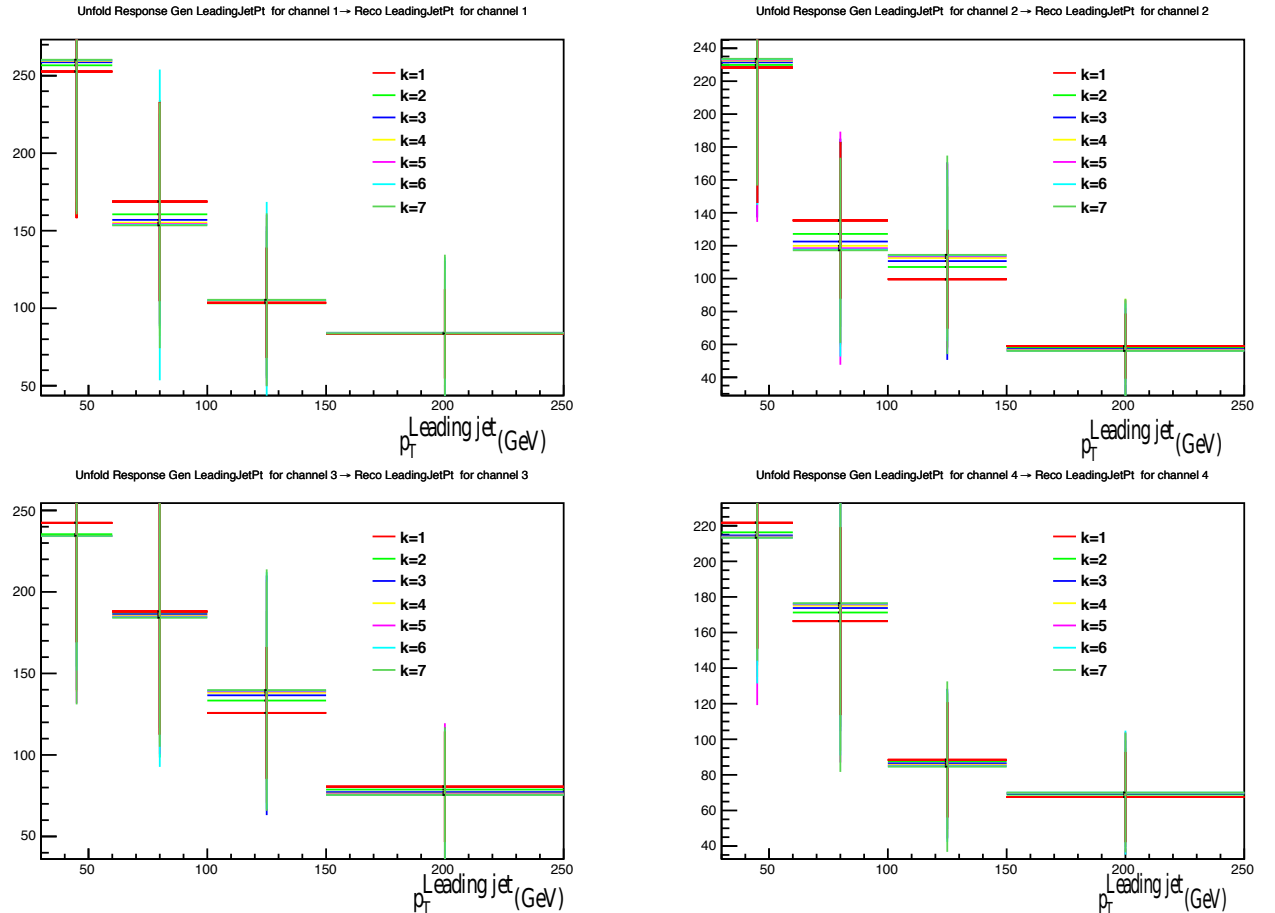 Unfold Response Gen LeadingJetPt for channel 1→ Reco LeadingJetPt for channel 1
250
200
150
100
50
k=1
k=2
k=3
k=4
k=5
k=6
k=7
50 100 150 200 250
p_T^Leading jet (GeV)
Unfold Response Gen LeadingJetPt for channel 2→ Reco LeadingJetPt for channel 2
240
220
200
180
160
140
120
100
80
60
40
k=1
k=2
k=3
k=4
k=5
k=6
k=7
50 100 150 200 250
p_T^Leading jet (GeV)
Unfold Response Gen LeadingJetPt for channel 3→ Reco LeadingJetPt for channel 3
250
200
150
100
50
k=1
k=2
k=3
k=4
k=5
k=6
k=7
50 100 150 200 250
p_T^Leading jet (GeV)
Unfold Response Gen LeadingJetPt for channel 4→ Reco LeadingJetPt for channel 4
220
200
180
160
140
120
100
80
60
40
k=1
k=2
k=3
k=4
k=5
k=6
k=7
50 100 150 200 250
p_T^Leading jet (GeV)